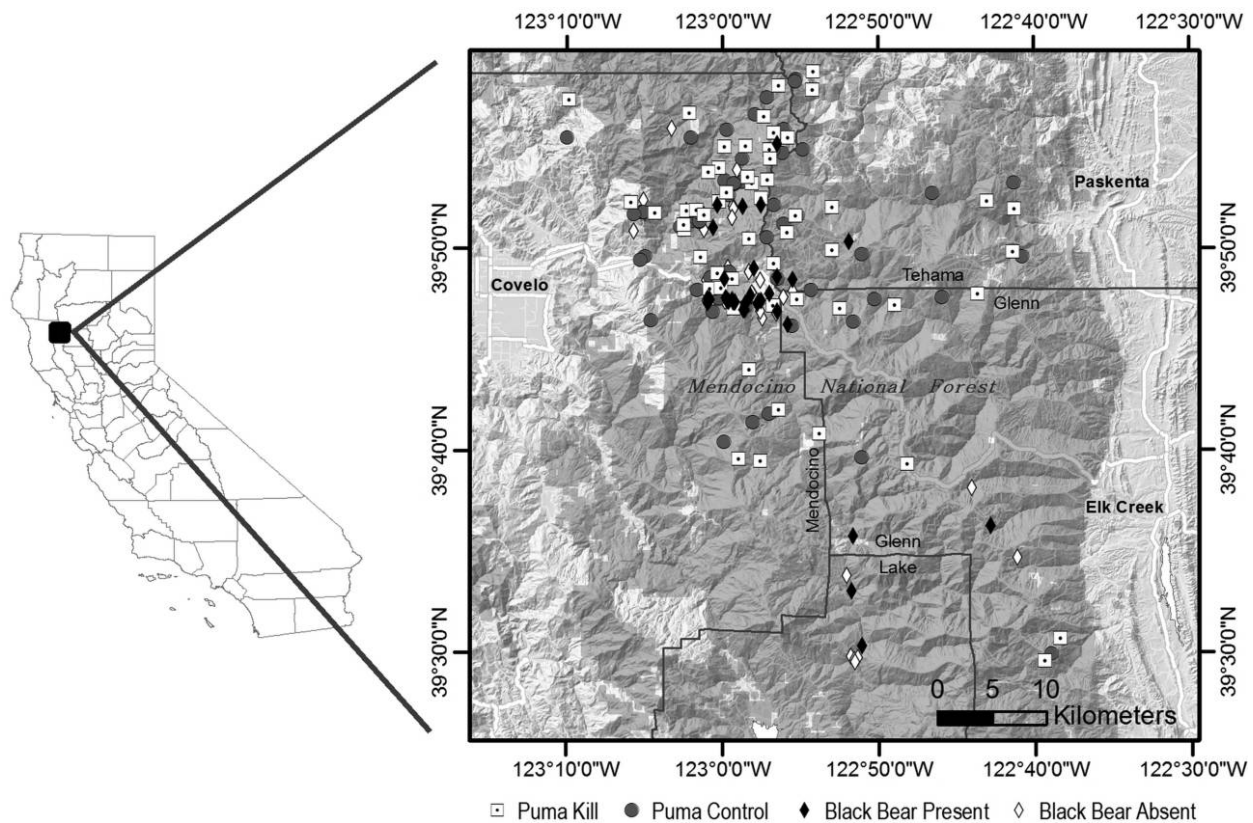 123°10'0"W 123°0'0"W 122°50'0"W 122°40'0"W 122°30'0"W
39°50'0"N
39°40'0"N
39°30'0"N
Paskenta
Covelo
Tehama
Glenn
Mendocino National Forest
Mendocino
Elk Creek
Glenn
Lake
0 5 10
Kilometers
39°50'0"N
39°40'0"N
39°30'0"N
123°10'0"W 123°0'0"W 122°50'0"W 122°40'0"W 122°30'0"W
Puma Kill Puma Control Black Bear Present Black Bear Absent